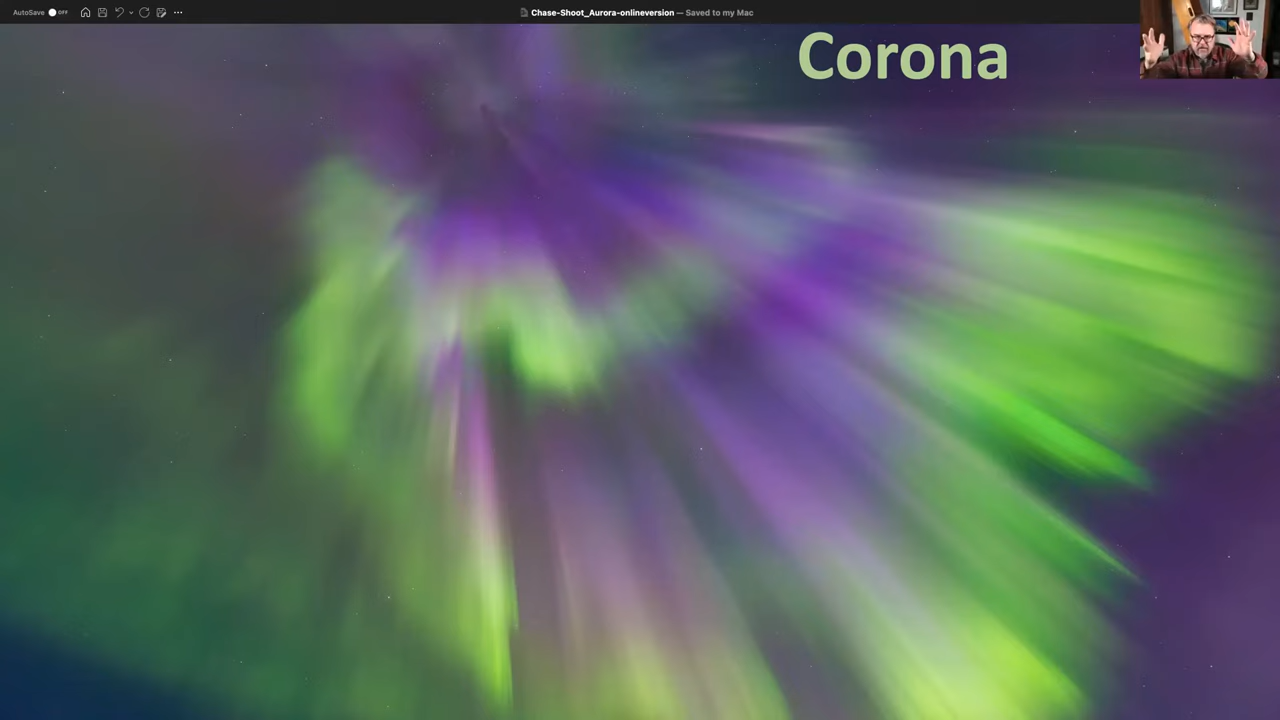 AutoSave OFF
Chase-Shoot_Aurora-onlineversion — Saved to my Mac
Corona